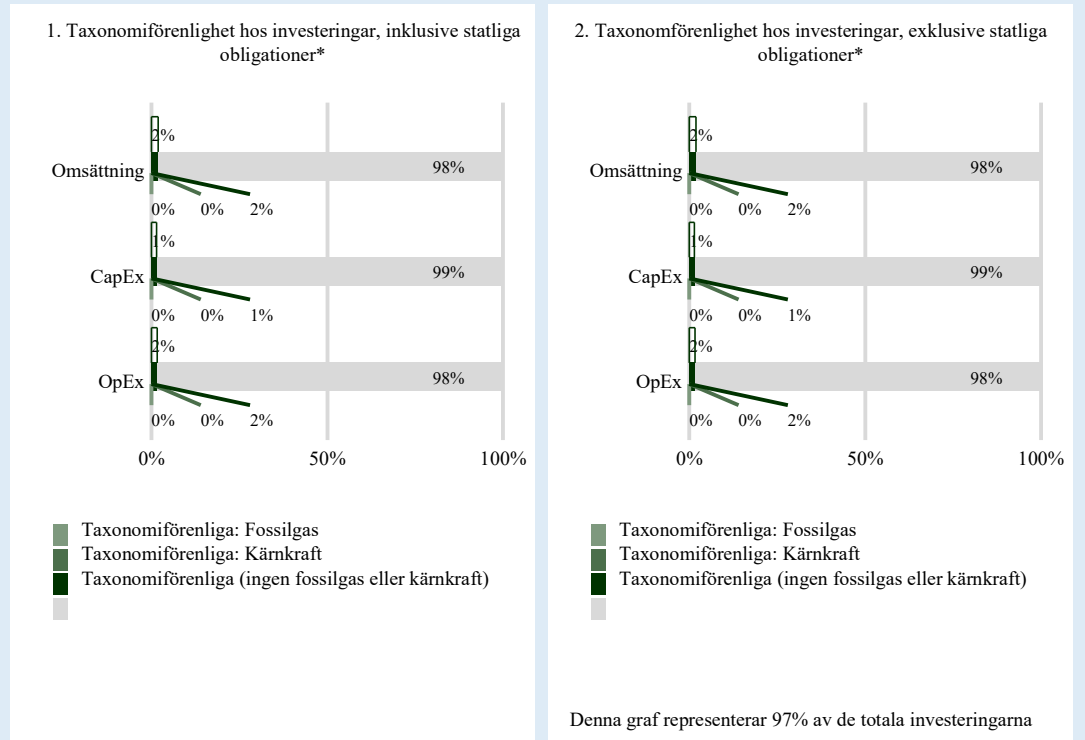 1. Taxonomiförenlighet hos investeringar, inklusive statliga
obligationer*
2%
Omsättning
98%
0% 0% 2%
1%
CapEx
99%
0% 0% 1%
2%
OpEx
98%
0% 0% 2%
0% 50% 100%
Taxonomiförenliga: Fossilgas
Taxonomiförenliga: Kärnkraft
Taxonomiförenliga (ingen fossilgas eller kärnkraft)
2. Taxonomförenlighet hos investeringar, exklusive statliga
obligationer*
2%
Omsättning
98%
0% 0% 2%
1%
CapEx
99%
0% 0% 1%
2%
OpEx
98%
0% 0% 2%
0% 50% 100%
Taxonomiförenliga: Fossilgas
Taxonomiförenliga: Kärnkraft
Taxonomiförenliga (ingen fossilgas eller kärnkraft)
Denna graf representerar 97% av de totala investeringarna